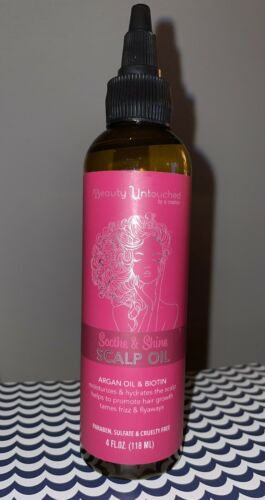 Beauty Untouched
Soothe & Shine
SCALP OIL
ARGAN OIL & BIOTIN
moisturizes & hydrates the scalp
helps to promote hair growth
tames frizz & flyaways
PARABEN, SULFATE & CRUELTY FREE
4 FL.OZ. (118 ML)